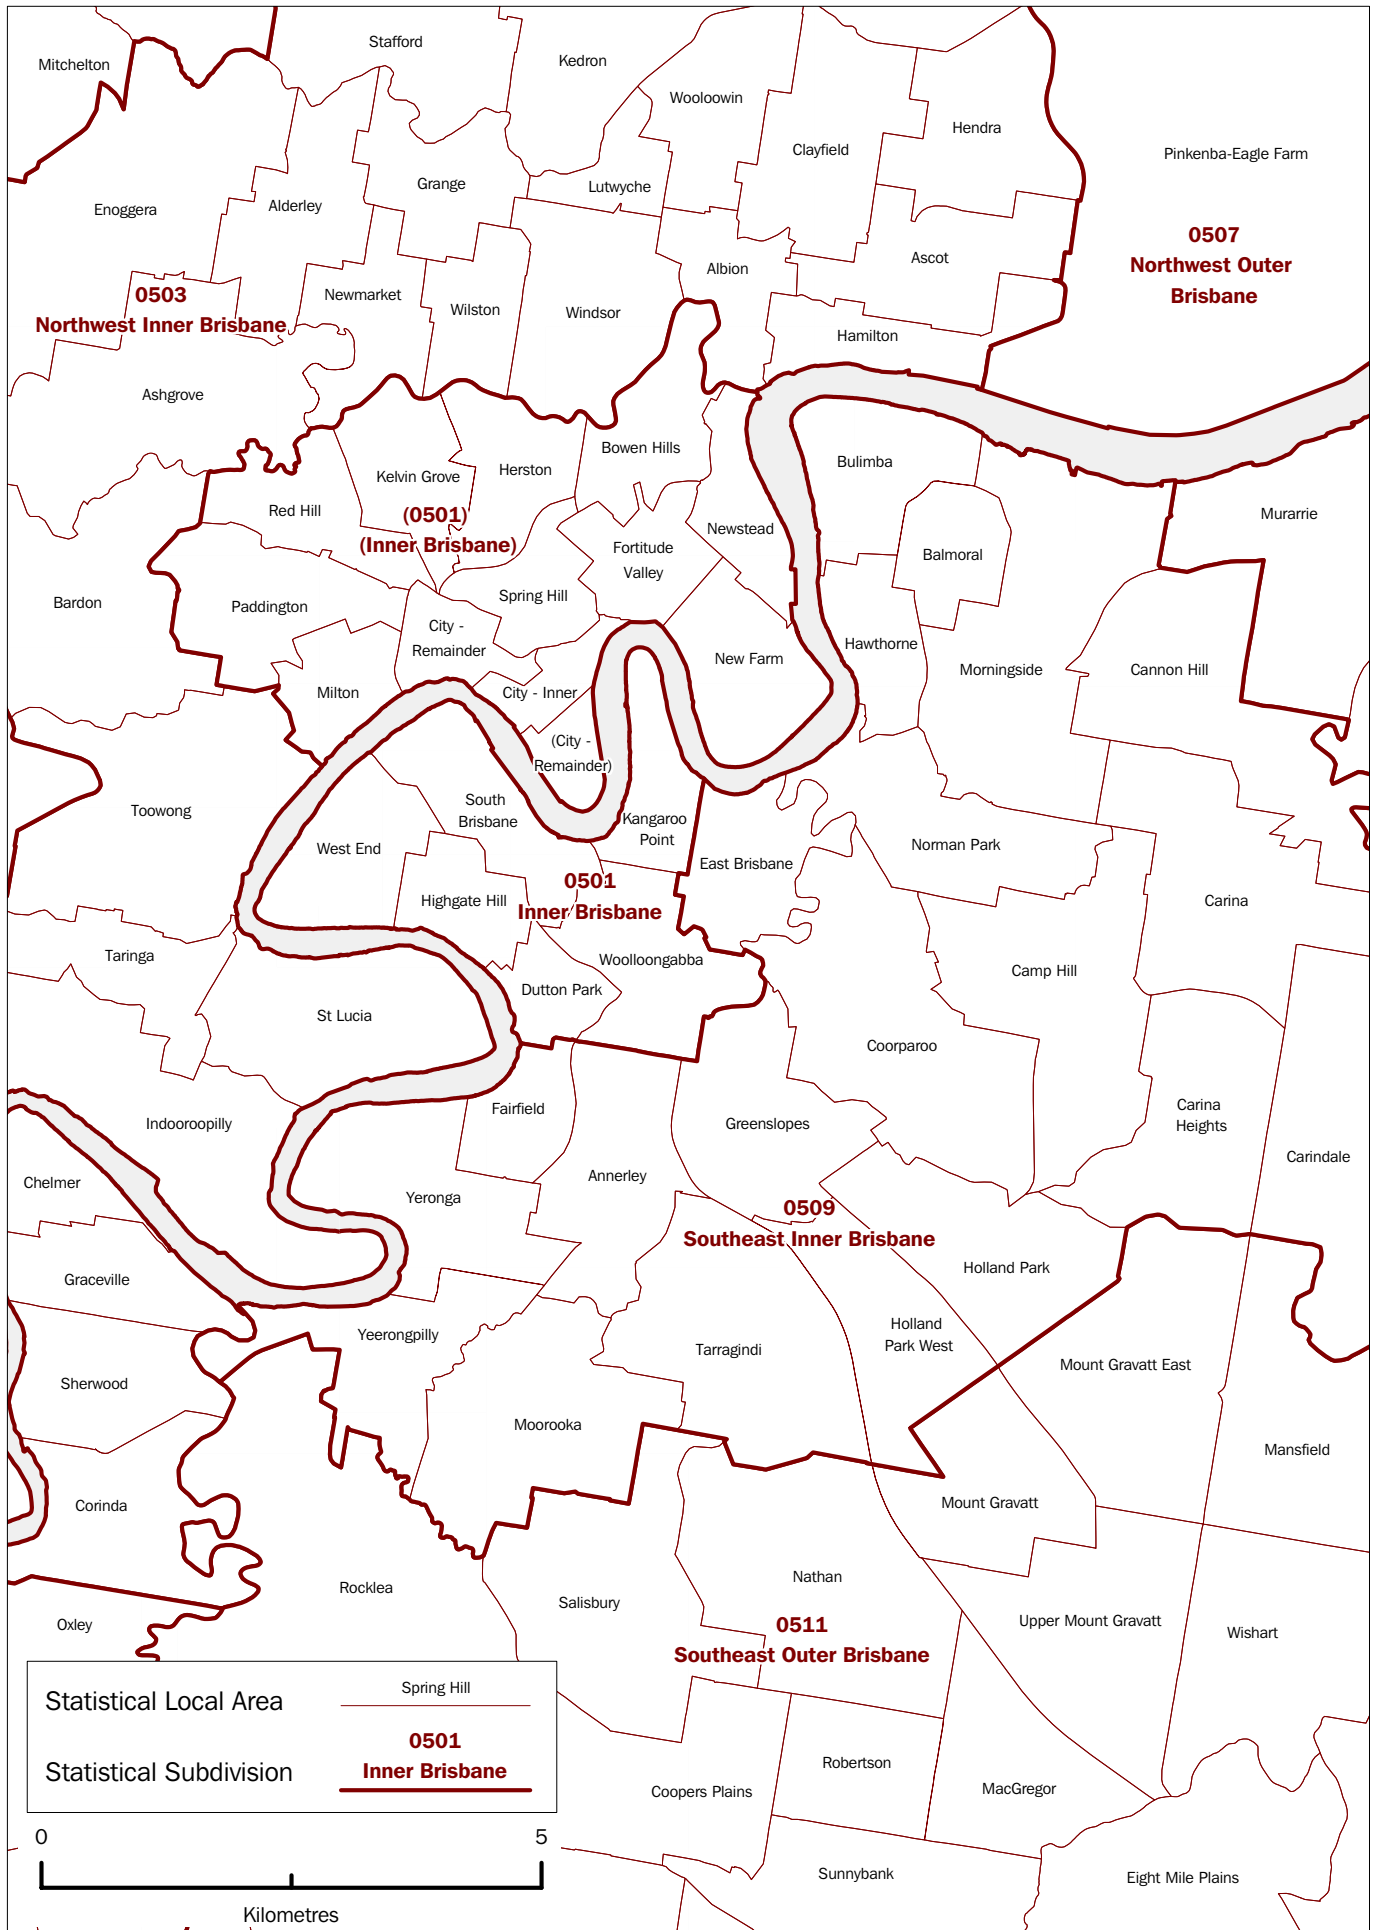 Stafford
Kedron
Mitchelton
Wooloowin
Hendra
Clayfield
Pinkenba-Eagle Farm
Grange
Lutwyche
Enoggera
Alderley
0507
Northwest Outer
Brisbane
Ascot
Albion
0503
Northwest Inner Brisbane
Newmarket
Wilston
Windsor
Hamilton
Ashgrove
Bowen Hills
Bulimba
Herston
Kelvin Grove
Red Hill
(0501)
(Inner Brisbane)
Murarrie
Newstead
Fortitude
Valley
Balmoral
Spring Hill
Bardon
Paddington
City -
Remainder
Hawthorne
New Farm
Morningside
Cannon Hill
Milton
City - Inner
(City -
Remainder)
Toowong
South
Brisbane
Kangaroo
Point
West End
Norman Park
East Brisbane
0501
Inner Brisbane
Highgate Hill
Carina
Taringa
Woolloongabba
Camp Hill
Dutton Park
St Lucia
Coorparoo
Fairfield
Carina
Heights
Indooroopilly
Greenslopes
Carindale
Chelmer
Annerley
Yeronga
0509
Southeast Inner Brisbane
Holland Park
Graceville
Holland
Park West
Yeerongpilly
Tarragindi
Mount Gravatt East
Sherwood
Moorooka
Mansfield
Corinda
Mount Gravatt
Nathan
Rocklea
Salisbury
Oxley
0511
Southeast Outer Brisbane
Upper Mount Gravatt
Wishart
Statistical Local Area
Spring Hill
0501
Inner Brisbane
Statistical Subdivision
Robertson
Coopers Plains
MacGregor
0 5
Kilometres
Sunnybank
Eight Mile Plains